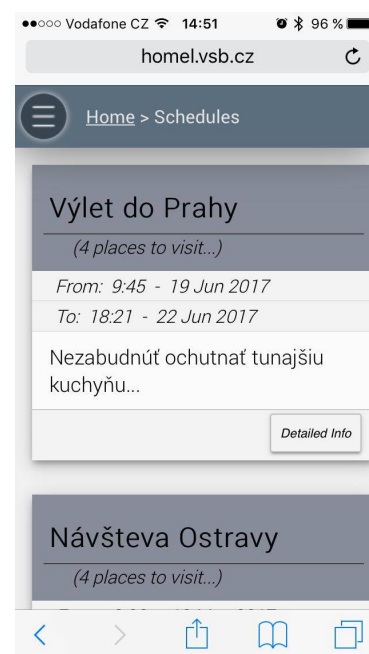 Vodafone CZ 14:51 96 %
homel.vsb.cz
Home > Schedules
Výlet do Prahy
(4 places to visit...)
From: 9:45 - 19 Jun 2017
To: 18:21 - 22 Jun 2017
Nezabudnúť ochutnať tunajšiu
kuchyňu...
Detailed Info
Návšteva Ostravy
(4 places to visit...)